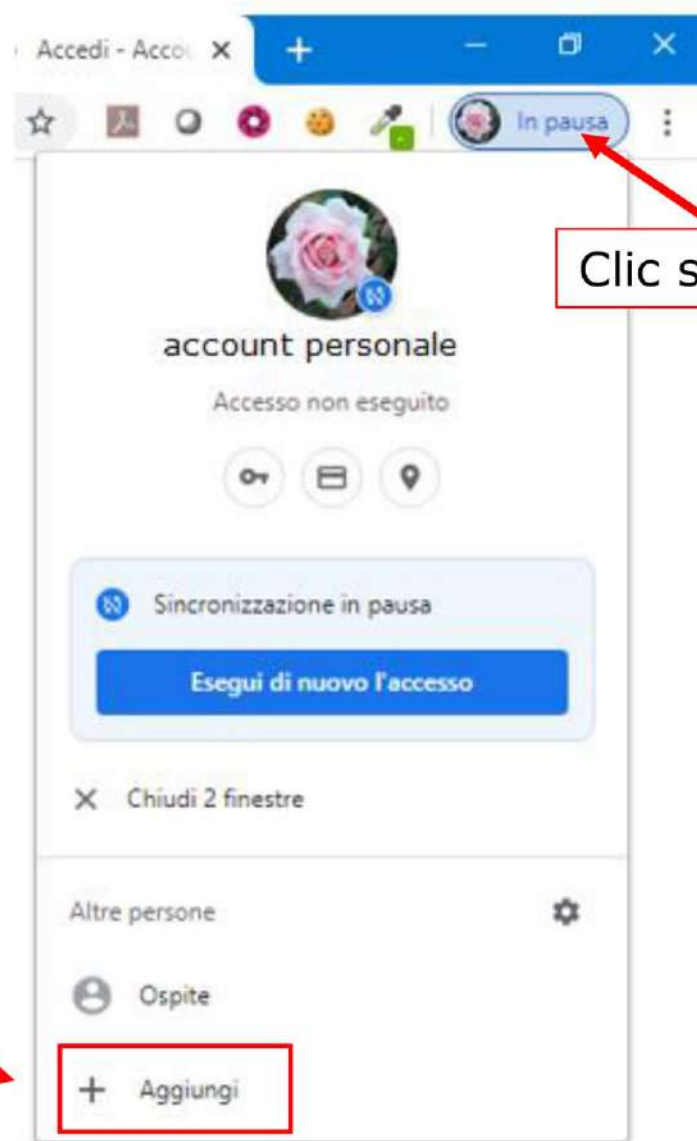 Accedi - Acco
In pausa
Clic s
account personale
Accesso non eseguito
Sincronizzazione in pausa
Esegui di nuovo l'accesso
Chiudi 2 finestre
Altre persone
Ospite
Aggiungi